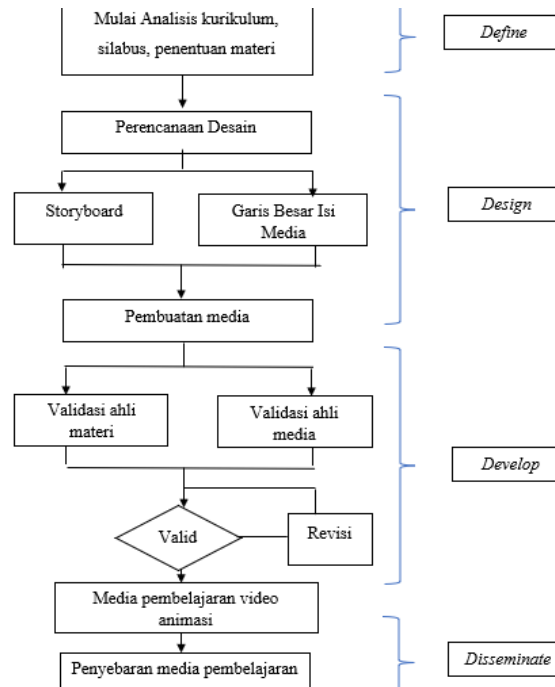 Mulai Analisis kurikulum,
silabus, penentuan materi
Define
Perencanaan Desain
Storyboard
Garis Besar Isi
Media
Design
Pembuatan media
Validasi ahli
materi
Validasi ahli
media
Develop
Valid
Revisi
Media pembelajaran video
animasi
Penyebaran media pembelajaran
Disseminate